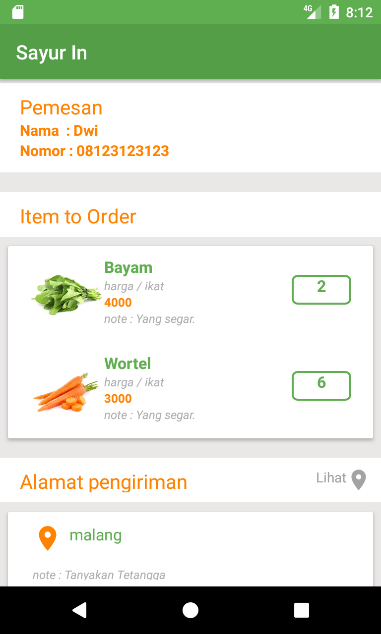 4G 8:12
Sayur In
Pemesan
Nama : Dwi
Nomor : 08123123123
Item to Order
Bayam
harga / ikat
4000
note : Yang segar.
2
Wortel
harga / ikat
3000
note : Yang segar.
6
Alamat pengiriman
Lihat
malang
note : Tanyakan Tetangga